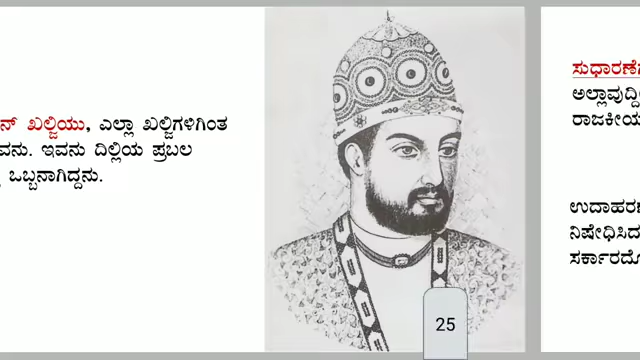 ನ್ ಖಲ್ಜಿಯು, ಎಲ್ಲಾ ಖಲ್ಜಿಗಳಿಗಿಂತ
ವನು. ಇವನು ದಿಲ್ಲಿಯ ಪ್ರಬಲ
ಒಬ್ಬನಾಗಿದ್ದನು.
25
ಸುಧಾರಣೆಗ
ಅಲ್ಲಾವುದ್ದೀ
ರಾಜಕೀಯ
ಉದಾಹರಣ
ನಿಷೇಧಿಸಿದ
ಸರ್ಕಾರದೊ